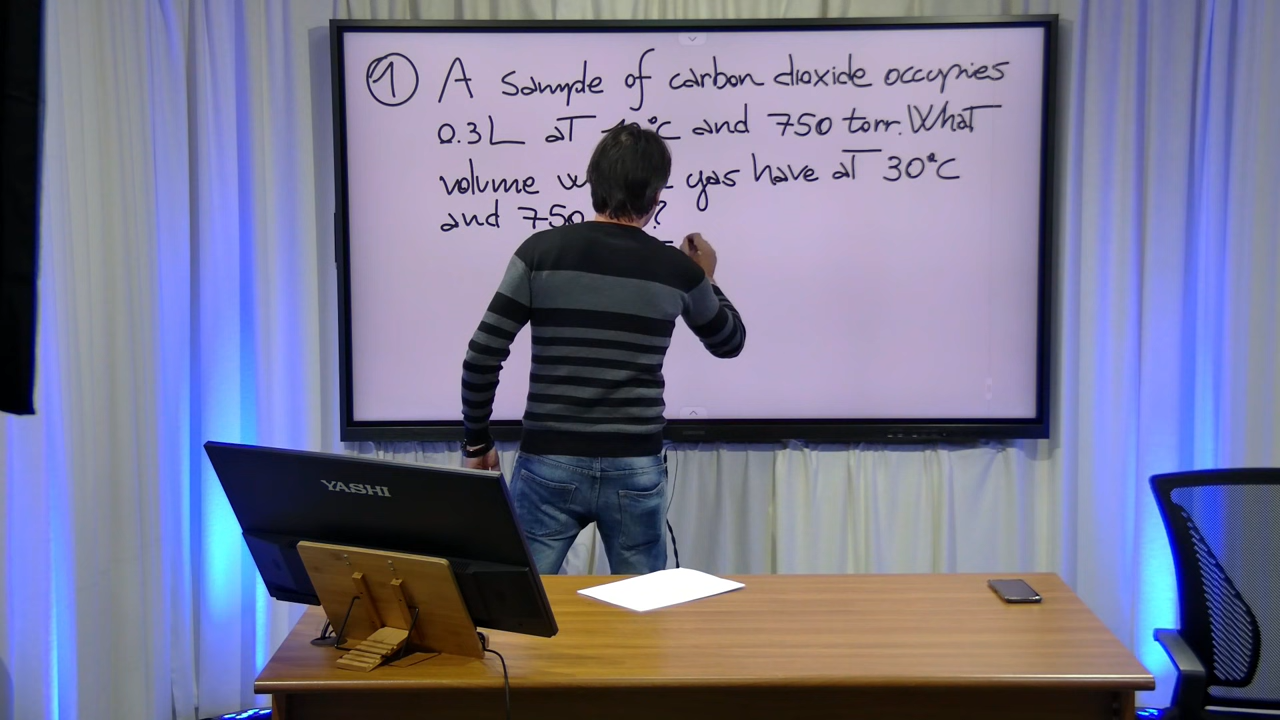 ① A sample of carbon dioxide occupies
0.3L at °C and 750 torr. What
volume gas have at 30°C
and 750 ?
YASHI